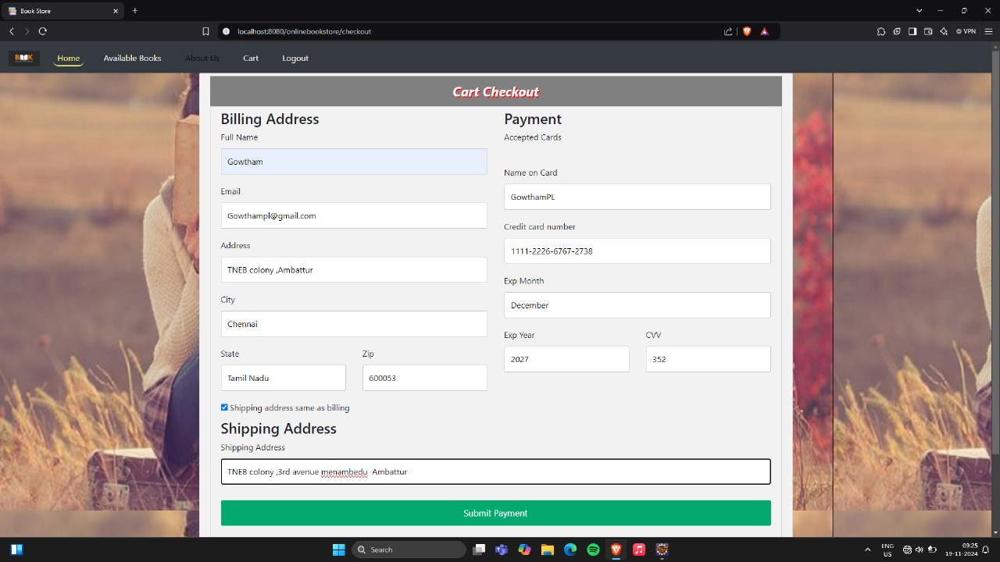 Book Store
localhost:8080/onlinebookstore/checkout
VPN
BOOK
Home
Available Books
About Us
Cart
Logout
Cart Checkout
Billing Address
Full Name
Gowtham
Email
Gowthampl@gmail.com
Address
TNEB colony ,Ambattur
City
Chennai
State
Zip
Tamil Nadu
600053
Shipping address same as billing
Payment
Accepted Cards
Name on Card
GowthamPL
Credit card number
1111-2226-6767-2738
Exp Month
December
Exp Year
CVV
2027
352
Shipping Address
Shipping Address
TNEB colony ,3rd avenue menambedu  Ambattur
Submit Payment
Search
ENG
US
09:25
19-11-2024